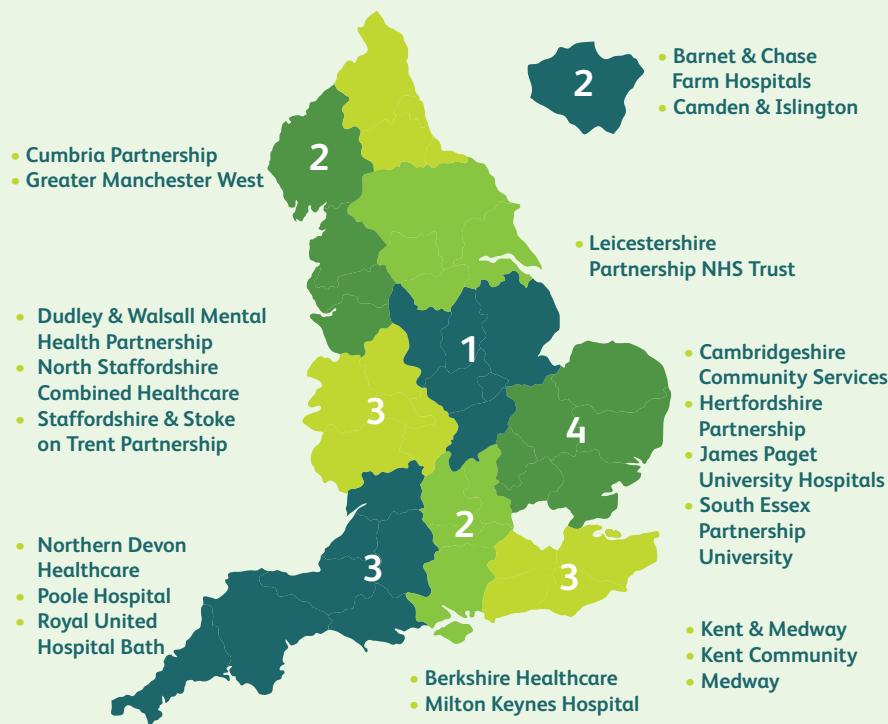 2
• Barnet & Chase
Farm Hospitals
• Camden & Islington
2
• Cumbria Partnership
• Greater Manchester West
• Leicestershire
Partnership NHS Trust
1
• Dudley & Walsall Mental
Health Partnership
• North Staffordshire
Combined Healthcare
• Staffordshire & Stoke
on Trent Partnership
3
4
• Cambridgeshire
Community Services
• Hertfordshire
Partnership
• James Paget
University Hospitals
• South Essex
Partnership
University
2
3
3
• Northern Devon
Healthcare
• Poole Hospital
• Royal United
Hospital Bath
• Kent & Medway
• Kent Community
• Medway
• Berkshire Healthcare
• Milton Keynes Hospital